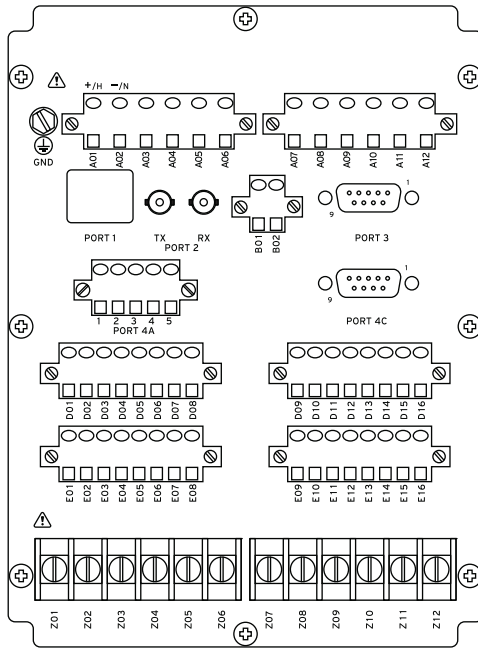 +/H −/N
A01 A02 A03 A04 A05 A06 A07 A08 A09 A10 A11 A12
GND
PORT 1 TX RX
PORT 2
B01 B02
1
9
PORT 3
1 2 3 4 5
PORT 4A
1
9
PORT 4C
D01 D02 D03 D04 D05 D06 D07 D08 D09 D10 D11 D12 D13 D14 D15 D16
E01 E02 E03 E04 E05 E06 E07 E08 E09 E10 E11 E12 E13 E14 E15 E16
Z01 Z02 Z03 Z04 Z05 Z06 Z07 Z08 Z09 Z10 Z11 Z12